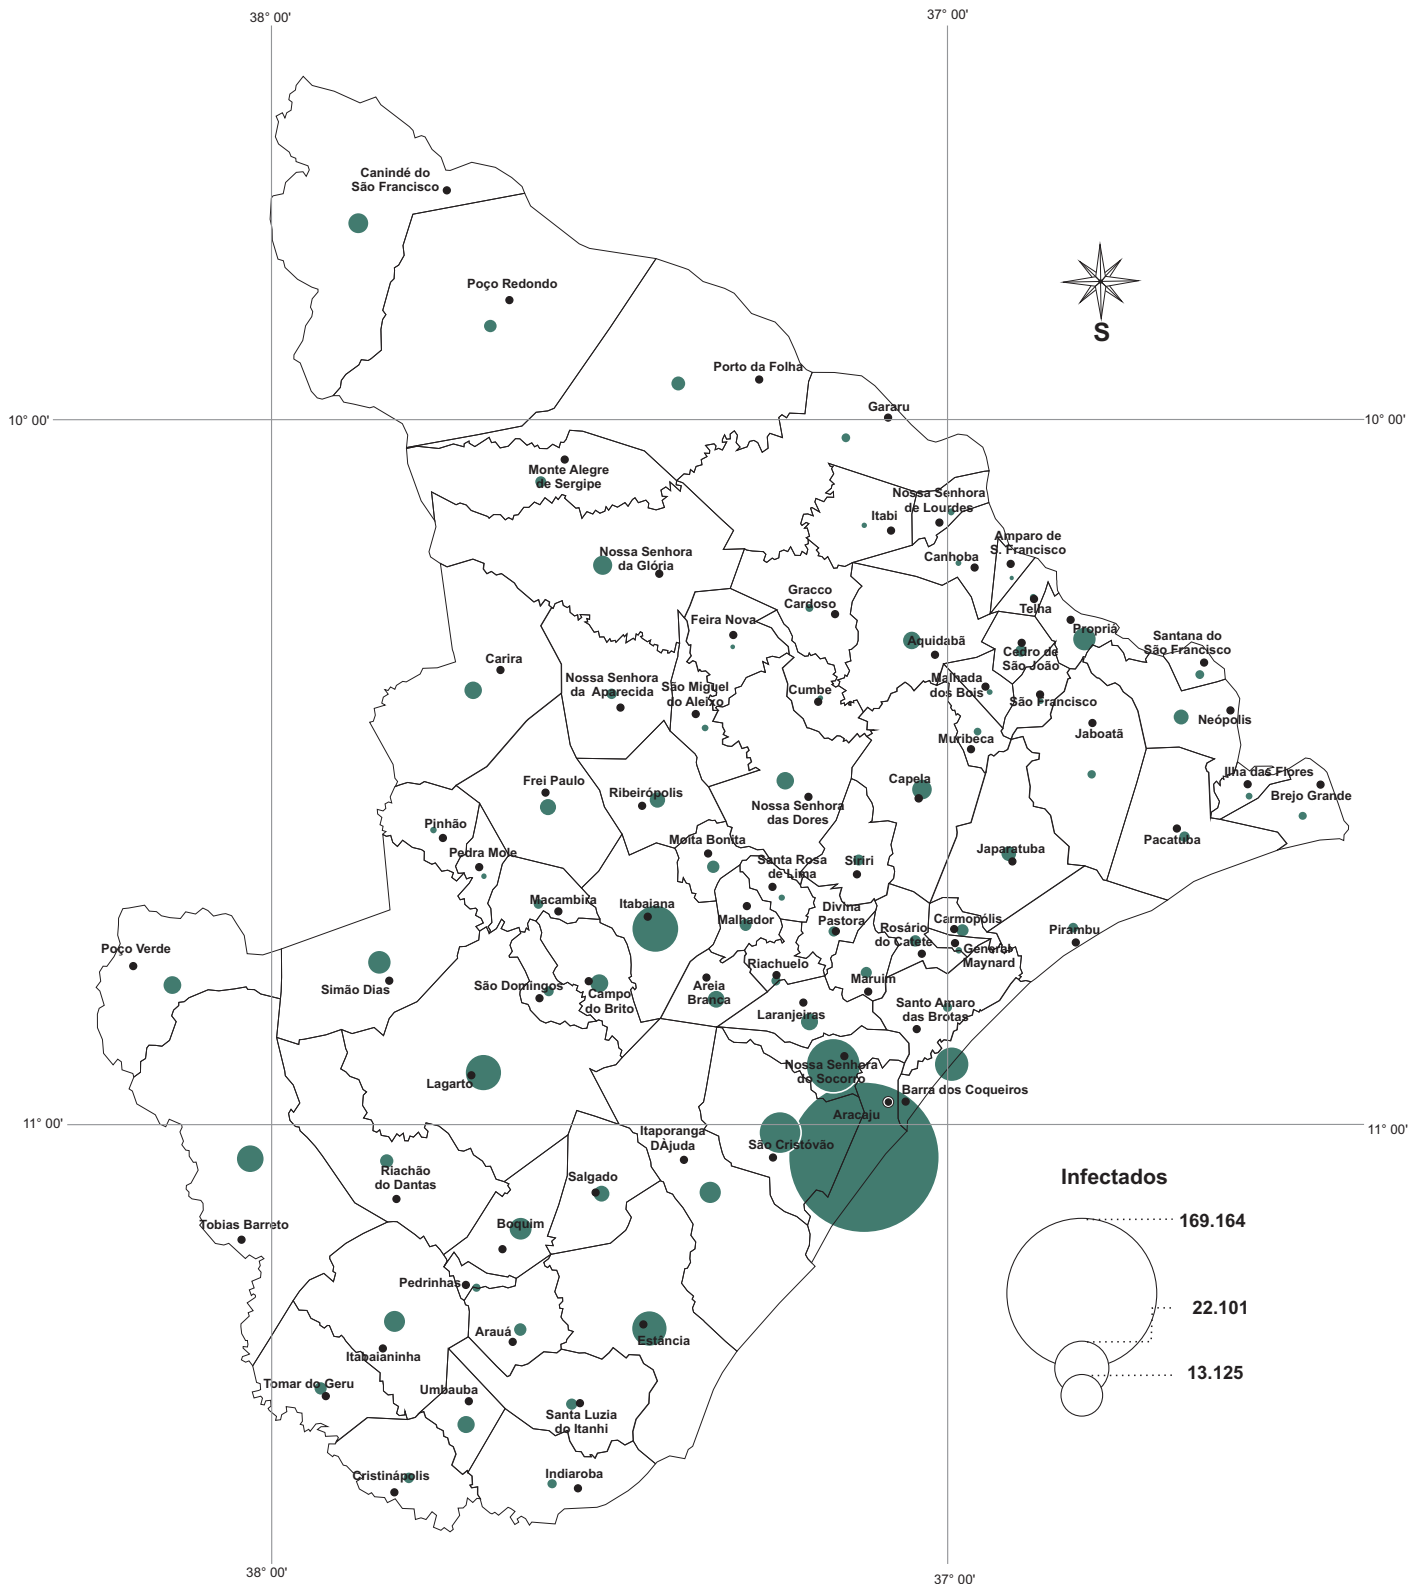 38° 00'
37° 00'
Canindé do
São Francisco
Poço Redondo
S
Porto da Folha
Gararu
10° 00'
10° 00'
Monte Alegre
de Sergipe
Nossa Senhora
de Lourdes
Itabi
Amparo de
S. Francisco
Nossa Senhora
da Glória
Canhoba
Gracco
Cardoso
Telha
Feira Nova
Propriá
Santana do
São Francisco
Aquidabã
Cedro de
São João
Carira
Nossa Senhora
da Aparecida
São Miguel
do Aleixo
Cumbe
Malhada
dos Bois
São Francisco
Neópolis
Jaboatã
Muribeca
Frei Paulo
Ribeirópolis
Capela
Ilha das Flores
Brejo Grande
Nossa Senhora
das Dores
Pinhão
Moita Bonita
Pacatuba
Pedra Mole
Santa Rosa
de Lima
Siriri
Japaratuba
Macambira
Itabaiana
Malhador
Divina
Pastora
Carmopólis
Rosário
do Catete
Pirambu
Poço Verde
General
Maynard
Riachuelo
Maruim
Simão Dias
São Domingos
Campo
do Brito
Areia
Branca
Santo Amaro
das Brotas
Laranjeiras
Nossa Senhora
do Socorro
Lagarto
Barra dos Coqueiros
Aracaju
11° 00'
11° 00'
Itaporanga
DÀjuda
São Cristóvão
Riachão
do Dantas
Salgado
Infectados
169.164
22.101
13.125
Tobias Barreto
Boquim
Pedrinhas
Arauá
Estância
Itabaianinha
Tomar do Geru
Umbauba
Santa Luzia
do Itanhi
Cristinápolis
Indiaroba
38° 00'
37° 00'